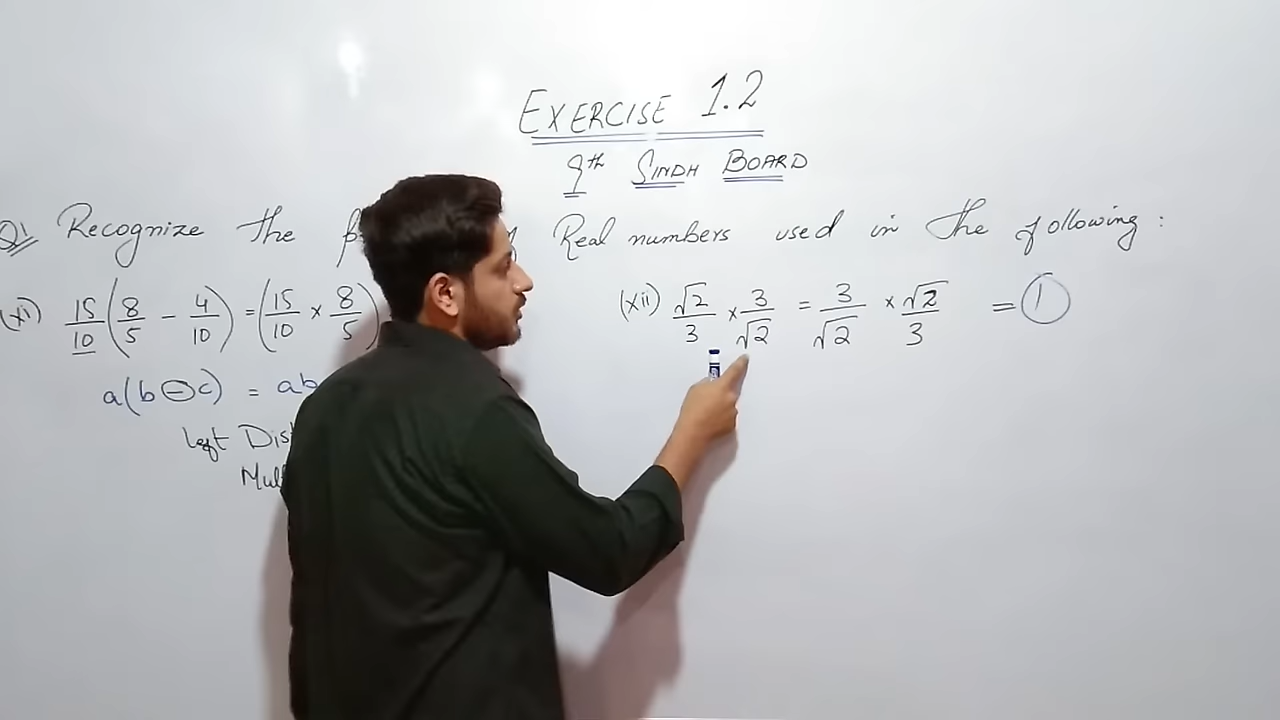 EXERCISE 1.2
9th SINDH BOARD
Q1 Recognize the Real numbers used in the following :
(xi) 15/10 (8/5 - 4/10) = (15/10 × 8/5)
a(b - c) = ab
left Dist
Mul
(xii) √2/3 × 3/√2 = 3/√2 × √2/3 = 1